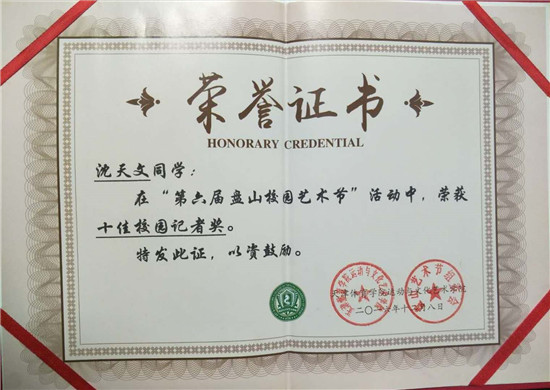 荣誉证书
HONORARY CREDENTIAL
沈天文同学：
在“第六届盘山校园艺术节”活动中，荣获
十佳校园记者奖。
特发此证，以资鼓励。